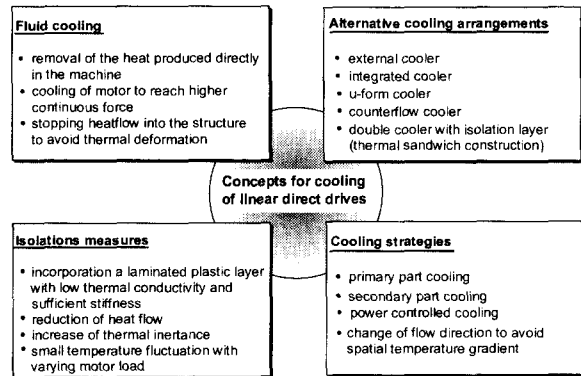 Fluid cooling
• removal of the heat produced directly
in the machine
• cooling of motor to reach higher
continuous force
• stopping heatflow into the structure
to avoid thermal deformation
Alternative cooling arrangements
• external cooler
• integrated cooler
• u-form cooler
• counterflow cooler
• double cooler with isolation layer
(thermal sandwich construction)
Concepts for cooling
of linear direct drives
Isolations measures
• incorporation a laminated plastic layer
with low thermal conductivity and
sufficient stiffness
• reduction of heat flow
• increase of thermal inertance
• small temperature fluctuation with
varying motor load
Cooling strategies
• primary part cooling
• secondary part cooling
• power controlled cooling
• change of flow direction to avoid
spatial temperature gradient